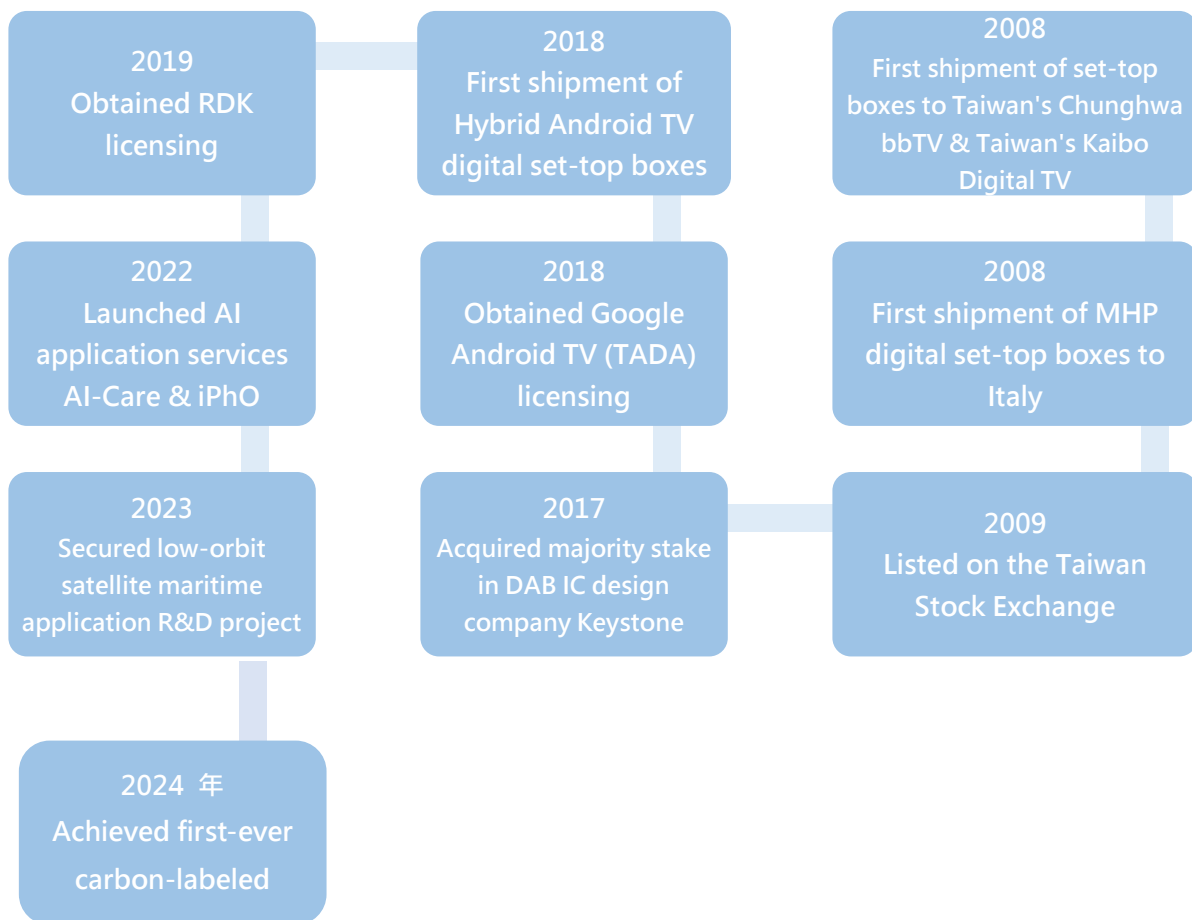 2019
Obtained RDK
licensing
2018
First shipment of
Hybrid Android TV
digital set-top boxes
2008
First shipment of set-top
boxes to Taiwan's Chunghwa
bbTV & Taiwan's Kaibo
Digital TV
2022
Launched AI
application services
AI-Care & iPhO
2018
Obtained Google
Android TV (TADA)
licensing
2008
First shipment of MHP
digital set-top boxes to
Italy
2023
Secured low-orbit
satellite maritime
application R&D project
2017
Acquired majority stake
in DAB IC design
company Keystone
2009
Listed on the Taiwan
Stock Exchange
2024 年
Achieved first-ever
carbon-labeled